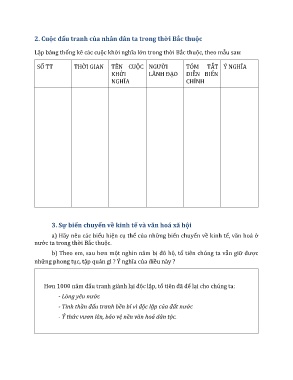 2. Cuộc đấu tranh của nhân dân ta trong thời Bắc thuộc
Lập bảng thống kê các cuộc khởi nghĩa lớn trong thời Bắc thuộc, theo mẫu sau:
SỐ TT THỜI GIAN TÊN CUỘC KHỞI NGHĨA NGƯỜI LÃNH ĐẠO TÓM TẮT DIỄN BIẾN CHÍNH Ý NGHĨA
3. Sự biến chuyển về kinh tế và văn hoá xã hội
a) Hãy nêu các biểu hiện cụ thể của những biến chuyển về kinh tế, văn hoá ở
nước ta trong thời Bắc thuộc.
b) Theo em, sau hơn một nghìn năm bị đô hộ, tổ tiên chúng ta vẫn giữ được
những phong tục, tập quán gì ? Ý nghĩa của điều này ?
Hơn 1000 năm đấu tranh giành lại độc lập, tổ tiên đã để lại cho chúng ta:
- Lòng yêu nước
- Tinh thần đấu tranh bền bỉ vì độc lập của đất nước
- Ý thức vươn lên, bảo vệ nền văn hoá dân tộc.